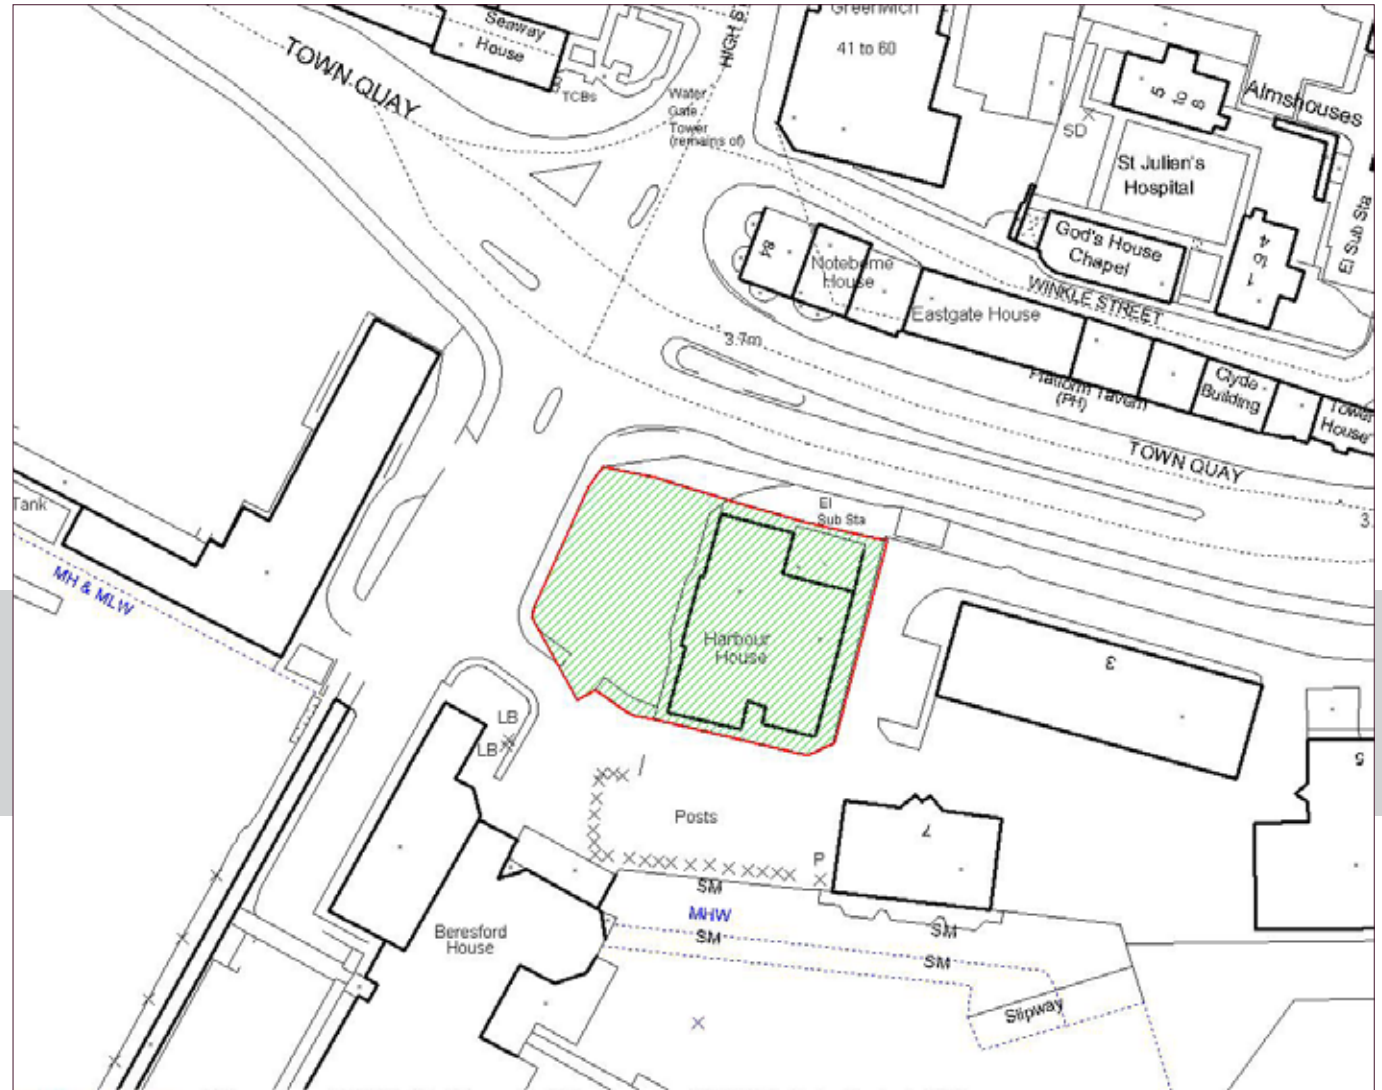 Seaway
House
TOWN QUAY
TCBs
HIGH ST
Water
Gate
Tower
(remains of)
Greenwich
41 to 60
5 to 8
Almshouses
SD
St Julien's
Hospital
El Sub Sta
God's House
Chapel
1 to 4
84
Noteborne
House
WINKLE STREET
Eastgate House
3.7m
Platform Tavern
(PH)
Clyde
Building
Tower
House
TOWN QUAY
3.
Tank
El
Sub Sta
MH & MLW
Harbour
House
3
LB
LB
5
Posts
7
P
SM
MHW
SM
SM
SM
Beresford
House
Slipway